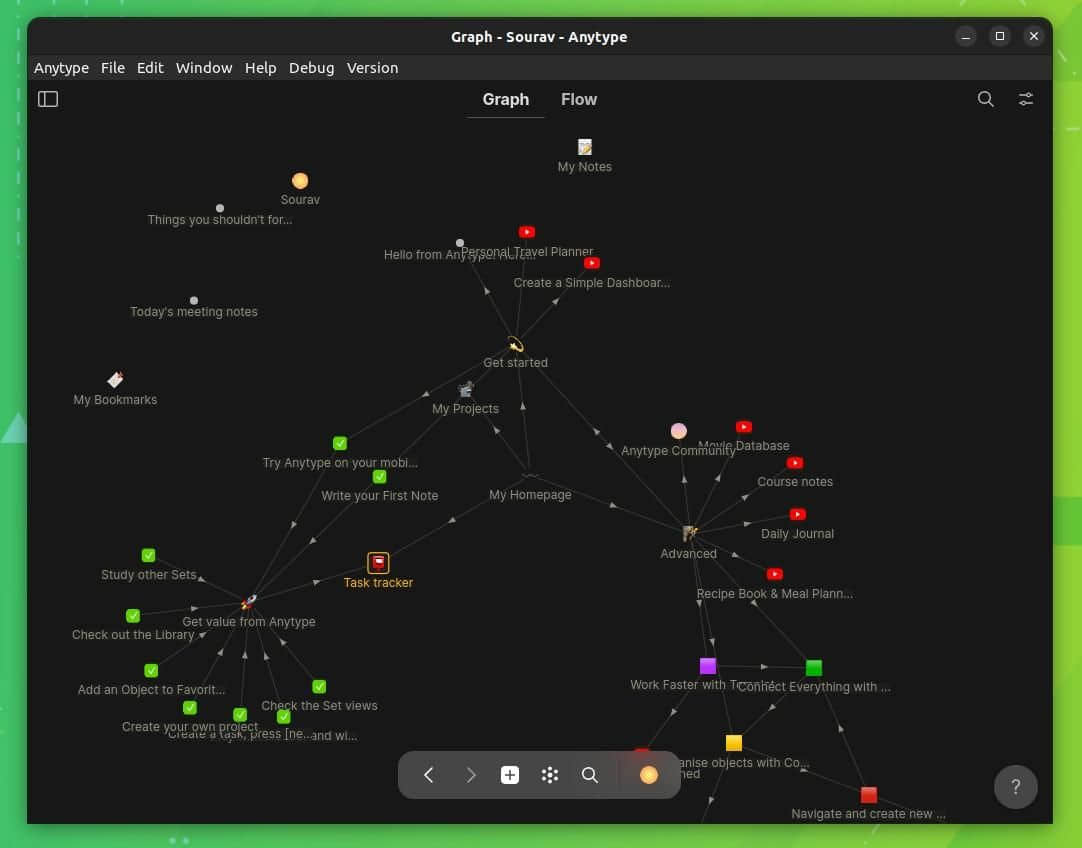 Graph - Sourav - Anytype
Anytype File Edit Window Help Debug Version
Graph Flow
My Notes
Sourav
Things you shouldn't for...
Personal Travel Planner
Hello from Anytype! Here...
Create a Simple Dashboar...
Today's meeting notes
Get started
My Bookmarks
My Projects
Movie Database
Anytype Community
Try Anytype on your mobi...
Course notes
Write your First Note
My Homepage
Daily Journal
Advanced
Study other Sets
Task tracker
Recipe Book & Meal Plann...
Get value from Anytype
Check out the Library
Work Faster with
Connect Everything with ...
Add an Object to Favorit...
Check the Set views
Create your own project
Create a task, press [ne...
and wi...
anise objects with Co...
Navigate and create new ...
?